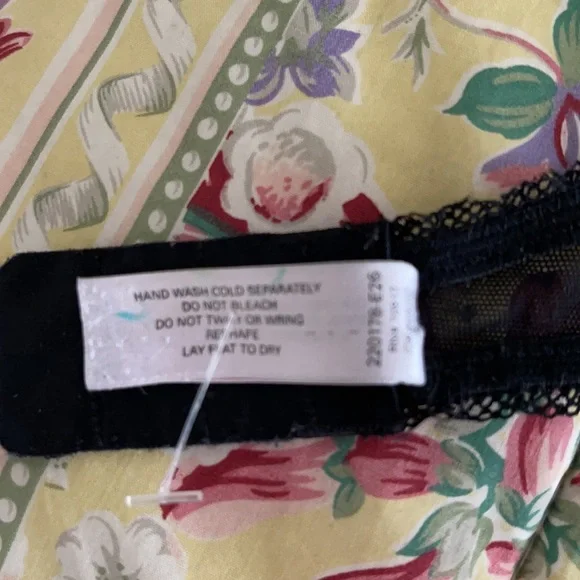 HAND WASH COLD SEPARATELY
DO NOT BLEACH
DO NOT TWIST OR WRING
RESHAPE
LAY FLAT TO DRY
220178-E26